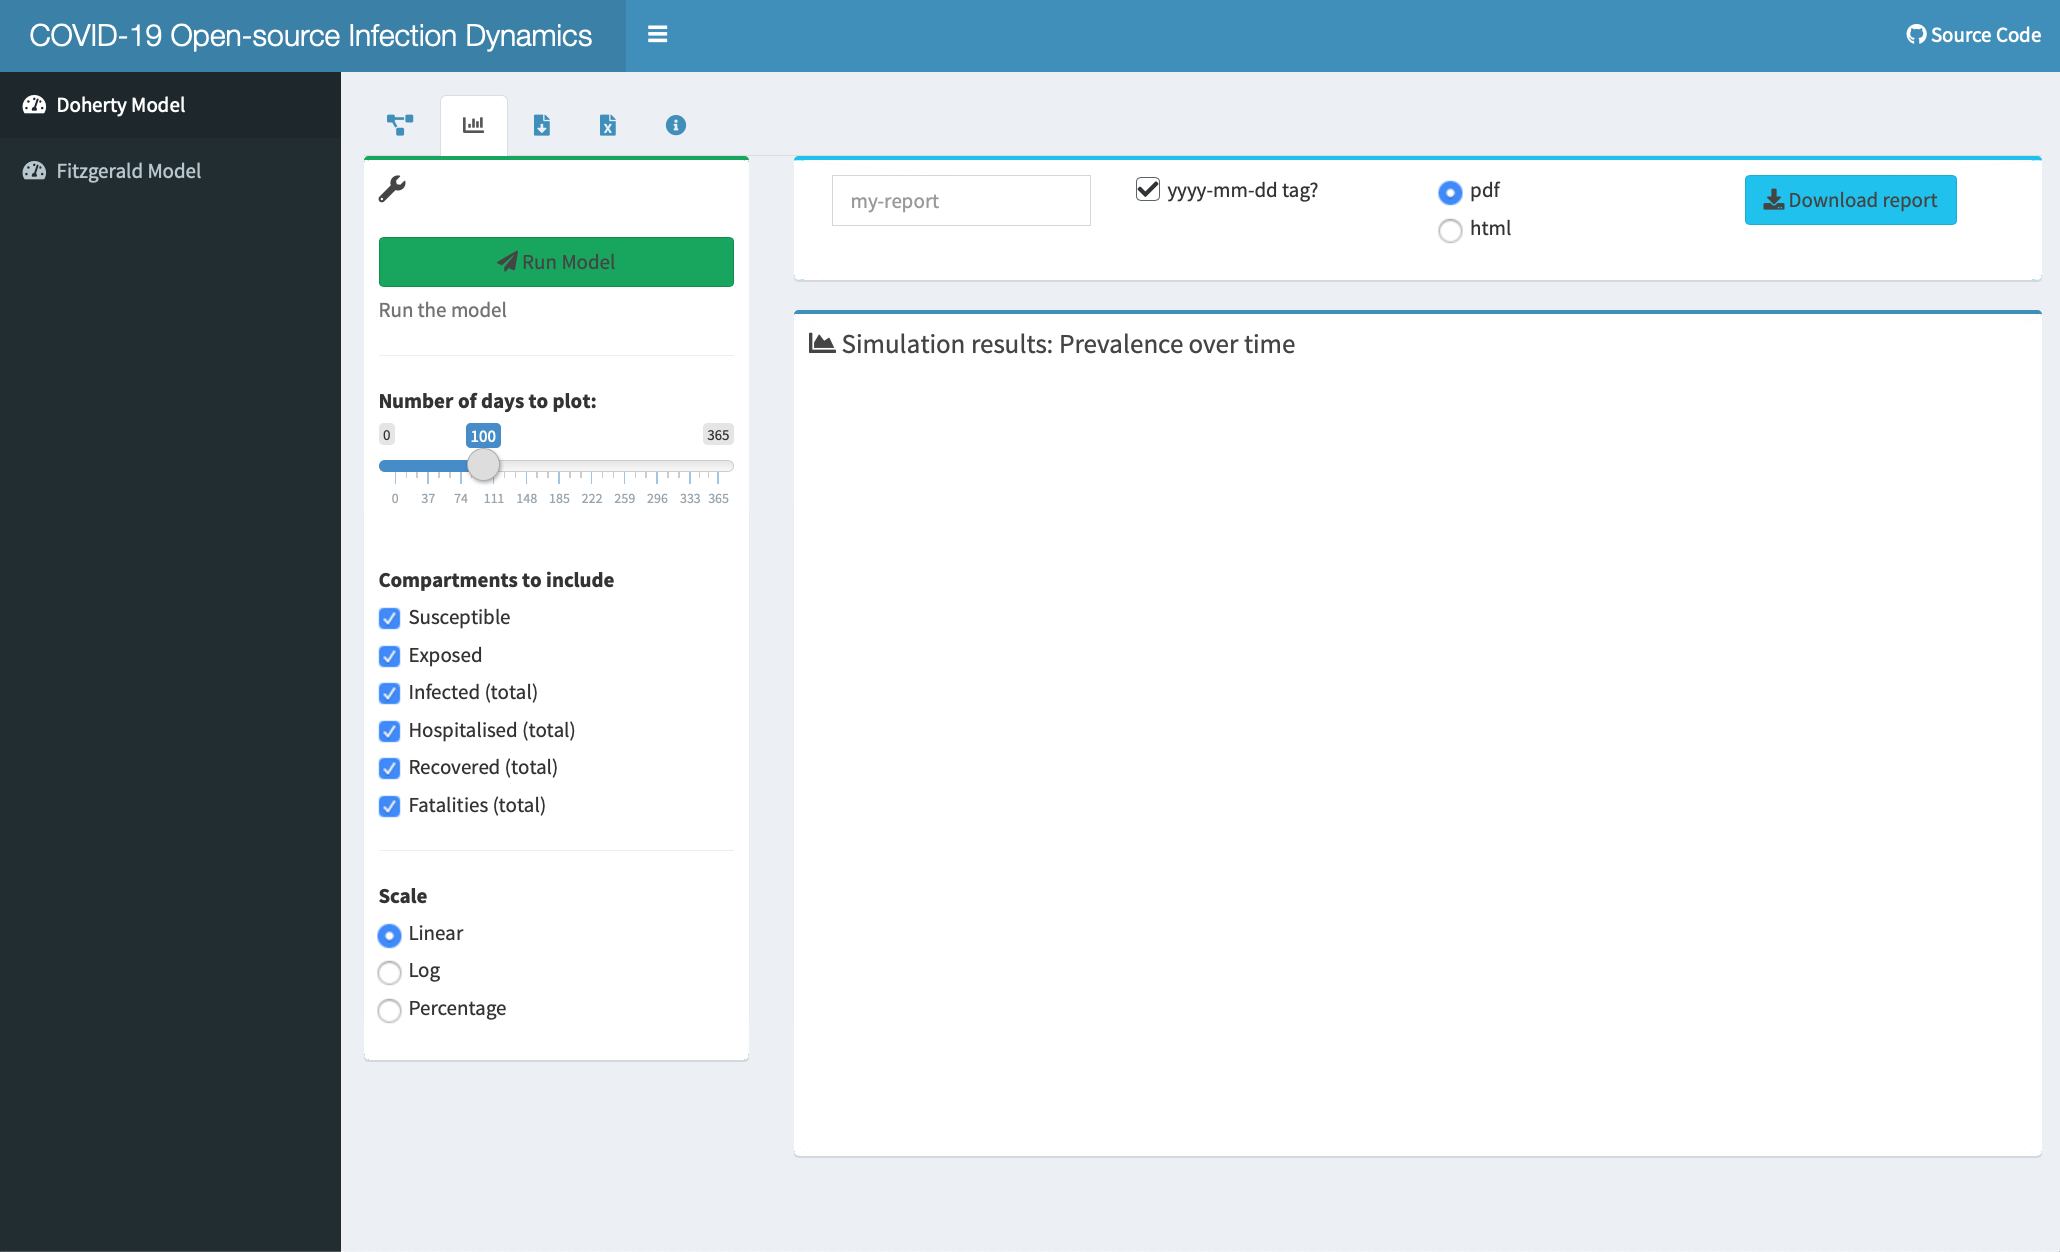 COVID-19 Open-source Infection Dynamics
Source Code
Doherty Model
Fitzgerald Model
Run Model
Run the model
Number of days to plot:
0 100 365
0 37 74 111 148 185 222 259 296 333 365
Compartments to include
Susceptible
Exposed
Infected (total)
Hospitalised (total)
Recovered (total)
Fatalities (total)
Scale
Linear
Log
Percentage
my-report
yyyy-mm-dd tag?
pdf
html
Download report
Simulation results: Prevalence over time